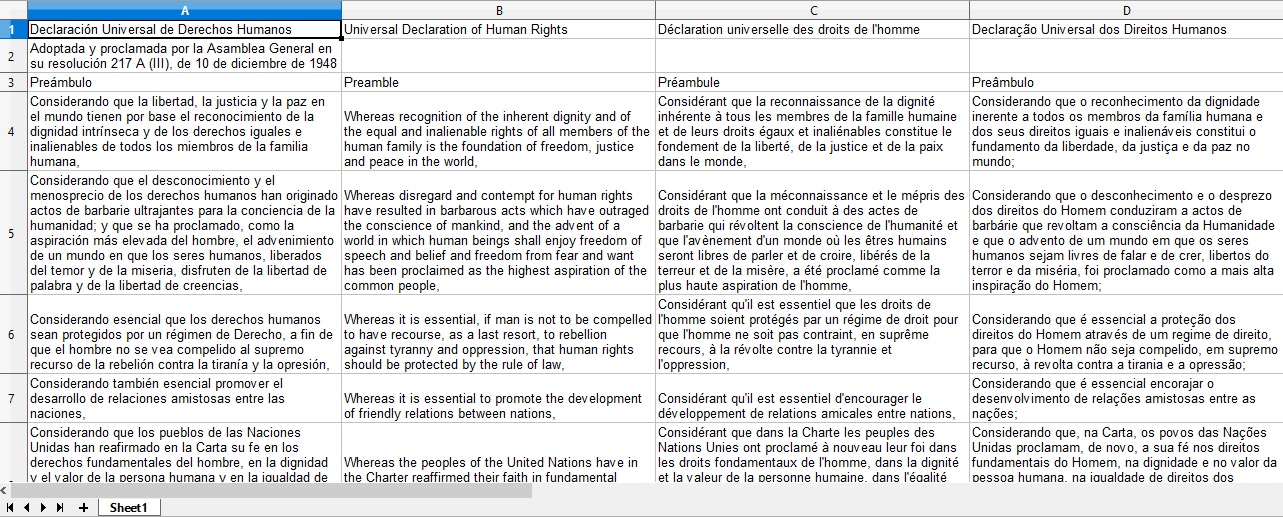 A B C D
1 Declaración Universal de Derechos Humanos
Universal Declaration of Human Rights
Déclaration universelle des droits de l'homme
Declaração Universal dos Direitos Humanos
2 Adoptada y proclamada por la Asamblea General en
su resolución 217 A (III), de 10 de diciembre de 1948
3 Preámbulo
Preamble
Préambule
Preâmbulo
4
Considerando que la libertad, la justicia y la paz en
el mundo tienen por base el reconocimiento de la
dignidad intrínseca y de los derechos iguales e
inalienables de todos los miembros de la familia
humana,
Whereas recognition of the inherent dignity and of
the equal and inalienable rights of all members of the
human family is the foundation of freedom, justice
and peace in the world,
Considérant que la reconnaissance de la dignité
inhérente à tous les membres de la famille humaine
et de leurs droits égaux et inaliénables constitue le
fondement de la liberté, de la justice et de la paix
dans le monde,
Considerando que o reconhecimento da dignidade
inerente a todos os membros da família humana e
dos seus direitos iguais e inalienáveis constitui o
fundamento da liberdade, da justiça e da paz no
mundo;
5
Considerando que el desconocimiento y el
menosprecio de los derechos humanos han originado
actos de barbarie ultrajantes para la conciencia de la
humanidad; y que se ha proclamado, como la
aspiración más elevada del hombre, el advenimiento
de un mundo en que los seres humanos, liberados
del temor y de la miseria, disfruten de la libertad de
palabra y de la libertad de creencias,
Whereas disregard and contempt for human rights
have resulted in barbarous acts which have outraged
the conscience of mankind, and the advent of a
world in which human beings shall enjoy freedom of
speech and belief and freedom from fear and want
has been proclaimed as the highest aspiration of the
common people,
Considérant que la méconnaissance et le mépris des
droits de l'homme ont conduit à des actes de
barbarie qui révoltent la conscience de l'humanité et
que l'avènement d'un monde où les êtres humains
seront libres de parler et de croire, libérés de la
terreur et de la misère, a été proclamé comme la
plus haute aspiration de l'homme,
Considerando que o desconhecimento e o desprezo
dos direitos do Homem conduziram a actos de
barbárie que revoltam a consciência da Humanidade
e que o advento de um mundo em que os seres
humanos sejam livres de falar e de crer, libertos do
terror e da miséria, foi proclamado como a mais alta
inspiração do Homem;
6
Considerando esencial que los derechos humanos
sean protegidos por un régimen de Derecho, a fin de
que el hombre no se vea compelido al supremo
recurso de la rebelión contra la tiranía y la opresión,
Whereas it is essential, if man is not to be compelled
to have recourse, as a last resort, to rebellion
against tyranny and oppression, that human rights
should be protected by the rule of law,
Considérant qu'il est essentiel que les droits de
l'homme soient protégés par un régime de droit pour
que l'homme ne soit pas contraint, en suprême
recours, à la révolte contre la tyrannie et
l'oppression,
Considerando que é essencial a proteção dos
direitos do Homem através de um regime de direito,
para que o Homem não seja compelido, em supremo
recurso, à revolta contra a tirania e a opressão;
7
Considerando también esencial promover el
desarrollo de relaciones amistosas entre las
naciones,
Whereas it is essential to promote the development
of friendly relations between nations,
Considérant qu'il est essentiel d'encourager le
développement de relations amicales entre nations,
Considerando que é essencial encorajar o
desenvolvimento de relações amistosas entre as
nações;
Considerando que los pueblos de las Naciones
Unidas han reafirmado en la Carta su fe en los
derechos fundamentales del hombre, en la dignidad
y el valor de la persona humana y en la igualdad de
Whereas the peoples of the United Nations have in
the Charter reaffirmed their faith in fundamental
Considérant que dans la Charte les peuples des
Nations Unies ont proclamé à nouveau leur foi dans
les droits fondamentaux de l'homme, dans la dignité
et la valeur de la personne humaine, dans l'égalité
Considerando que, na Carta, os povos das Nações
Unidas proclamam, de novo, a sua fé nos direitos
fundamentais do Homem, na dignidade e no valor da
pessoa humana, na igualdade de direitos dos
Sheet1